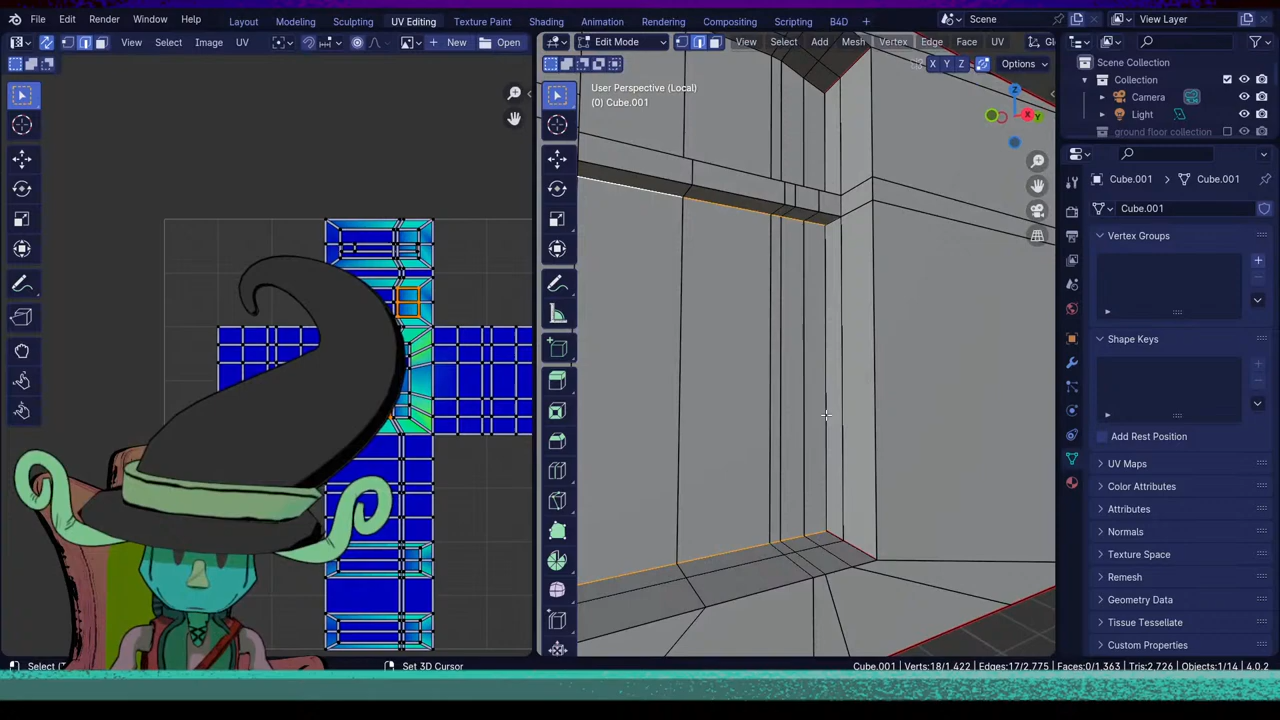 File Edit Render Window Help Layout Modeling Sculpting UV Editing Texture Paint Shading Animation Rendering Compositing Scripting B4D + Scene View Layer
View Select Image UV New Open Edit Mode View Select Add Mesh Vertex Edge Face UV
X Y Z Options
Scene Collection
User Perspective (Local)
(0) Cube.001
Collection
Camera
Light
ground floor collection
Z
X
Y
Cube.001 Cube.001
Cube.001
Vertex Groups
Shape Keys
Add Rest Position
UV Maps
Color Attributes
Attributes
Normals
Texture Space
Remesh
Geometry Data
Tissue Tessellate
Custom Properties
Select Set 3D Cursor Cube.001 | Verts:18/1.422 | Edges:17/2.775 | Faces:0/1.363 | Tris:2.726 | Objects:1/14 | 4.0.2